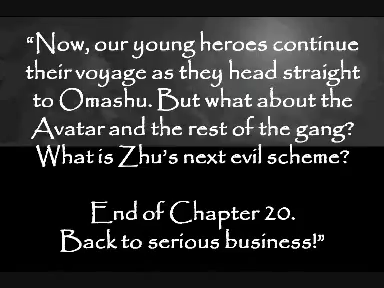 “Now, our young heroes continue
their voyage as they head straight
to Omashu. But what about the
Avatar and the rest of the gang?
What is Zhu’s next evil scheme?
End of Chapter 20.
Back to serious business!”